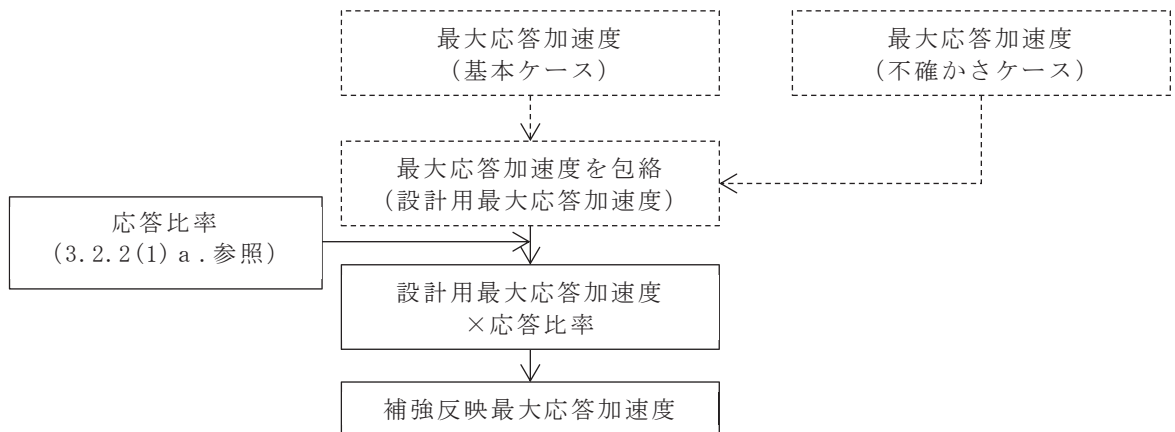 最大応答加速度
(基本ケース)
最大応答加速度
(不確かさケース)
最大応答加速度を包絡
(設計用最大応答加速度)
応答比率
(3.2.2(1)a.参照)
設計用最大応答加速度
×応答比率
補強反映最大応答加速度